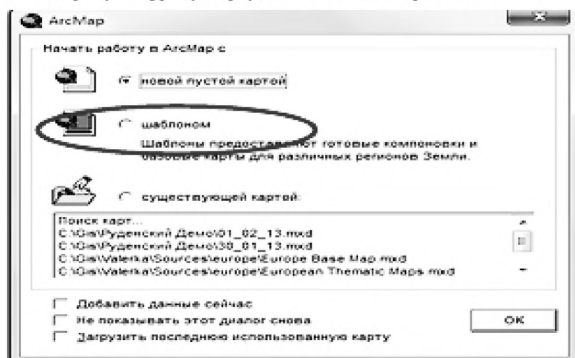 ArcMap
Начать работу в ArcMap с
новой пустой картой
шаблоном
Шаблоны предоставляют готовые компоновки и
базовые карты для различных регионов Земли.
существующей картой:
Поиск карт...
C:\Gis\Руденский Демо\01_02_13.mxd
C:\Gis\Руденский Демо\30_01_13.mxd
C:\Gis\Valerka\Sources\europe\Europe Base Map.mxd
C:\Gis\Valerka\Sources\europe\European Thematic Maps.mxd
Добавить данные сейчас
Не показывать этот диалог снова
OK
Загрузить последнюю использованную карту